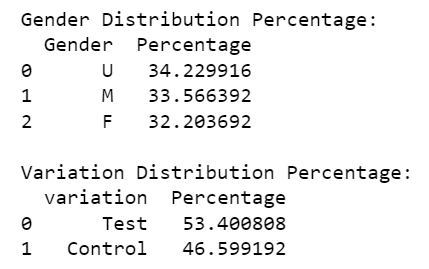 Gender Distribution Percentage:
Gender Percentage
0 U 34.229916
1 M 33.566392
2 F 32.203692
Variation Distribution Percentage:
variation Percentage
0 Test 53.400808
1 Control 46.599192